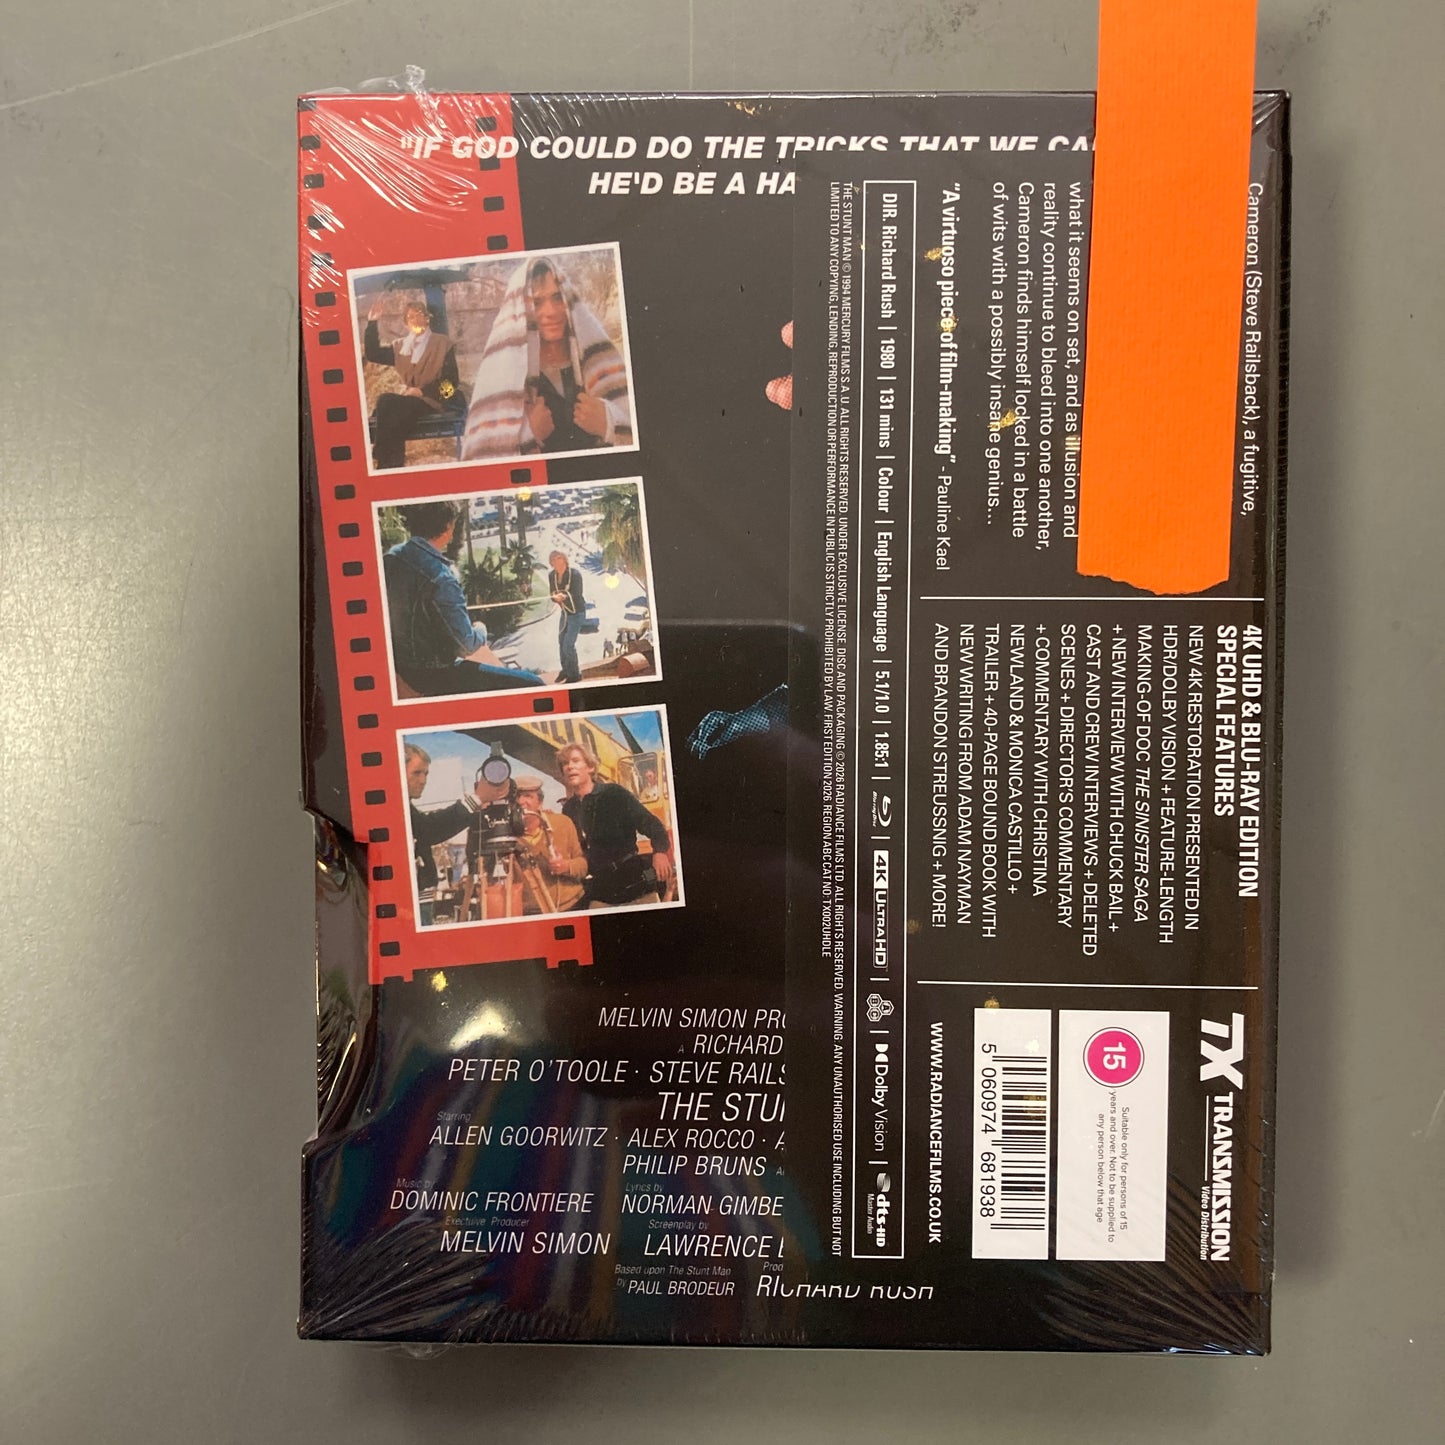 "IF GOD COULD DO THE TRICKS THAT WE CA
HE'D BE A HA
MELVIN SIMON PRO
A RICHARD
PETER O'TOOLE · STEVE RAILS
THE STU
Starring
ALLEN GOORWITZ · ALEX ROCCO · A
PHILIP BRUNS
Music by
DOMINIC FRONTIERE
Lyrics by
NORMAN GIMBE
Executive Producer
MELVIN SIMON
Screenplay by
LAWRENCE
Based upon The Stunt Man
by PAUL BRODEUR
Prod
RICHARD RUSH
Cameron (Steve Railsback), a fugitive,
what it seems on set, and as illusion and
reality continue to bleed into one another,
Cameron finds himself locked in a battle
of wits with a possibly insane genius...
"A virtuoso piece of film-making" - Pauline Kael
4K UHD & BLU-RAY EDITION
SPECIAL FEATURES
NEW 4K RESTORATION PRESENTED IN
HDR/DOLBY VISION + FEATURE-LENGTH
MAKING-OF DOC THE SINISTER SAGA
+ NEW INTERVIEW WITH CHUCK BAIL +
CAST AND CREW INTERVIEWS + DELETED
SCENES + DIRECTOR'S COMMENTARY
+ COMMENTARY WITH CHRISTINA
NEWLAND & MONICA CASTILLO +
TRAILER + 40-PAGE BOUND BOOK WITH
NEW WRITING FROM ADAM NAYMAN
AND BRANDON STREUSSNIG + MORE!
TX TRANSMISSION
Video Distribution
15
Suitable only for persons of 15
years and over. Not to be supplied to
any person below that age
5 060974 681938
WWW.RADIANCEFILMS.CO.UK
DIR. Richard Rush | 1980 | 131 mins | Colour | English Language | 5.1/1.0 | 1.85:1 | Blu-ray Disc | 4K ULTRA HD | A B C | Dolby Vision | dts-HD Master Audio
THE STUNT MAN © 1994 MERCURY FILMS S.A.U. ALL RIGHTS RESERVED. UNDER EXCLUSIVE LICENSE. DISC AND PACKAGING © 2026 RADIANCE FILMS LTD. ALL RIGHTS RESERVED. WARNING: ANY UNAUTHORISED USE INCLUDING BUT NOT
LIMITED TO ANY COPYING, LENDING, REPRODUCTION OR PERFORMANCE IN PUBLIC IS STRICTLY PROHIBITED BY LAW. FIRST EDITION 2026. REGION ABC CAT NO: TX002UHDLE